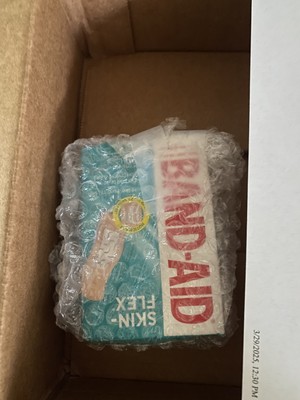 BAND-AID
SKIN-
FLEX
3/29/2025, 12:30 PM